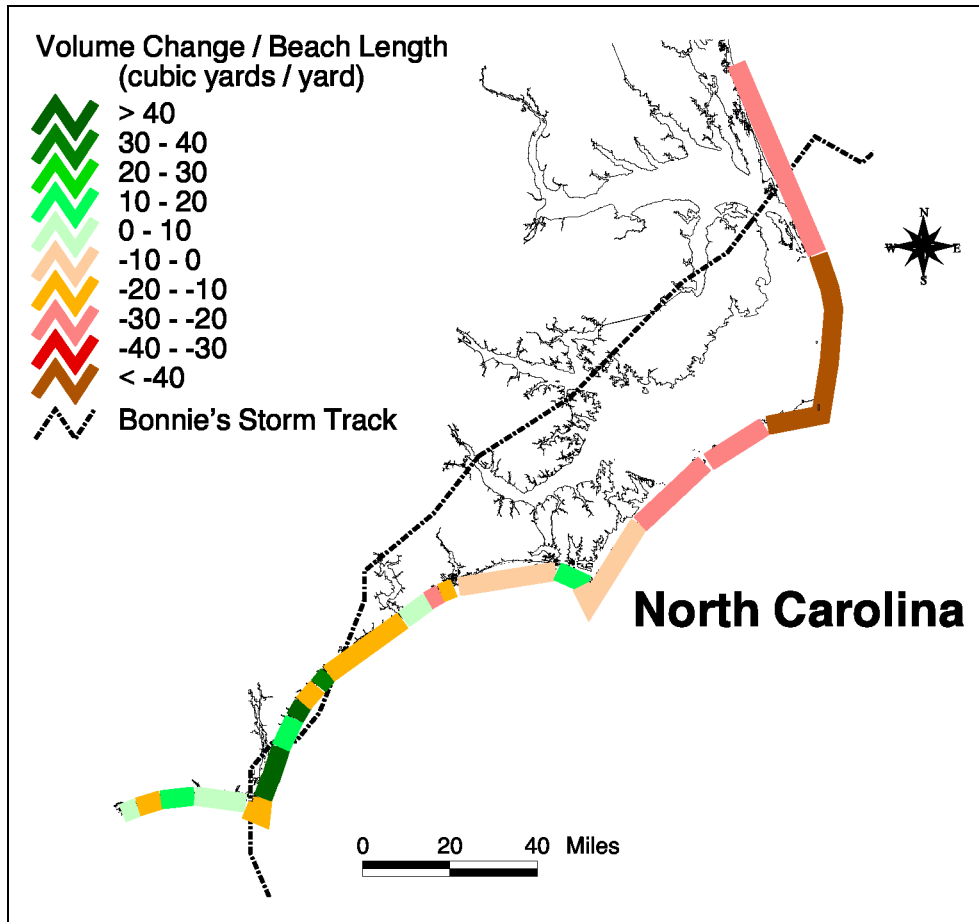 Volume Change / Beach Length
(cubic yards / yard)
> 40
30 - 40
20 - 30
10 - 20
0 - 10
-10 - 0
-20 - -10
-30 - -20
-40 - -30
< -40
Bonnie's Storm Track
N
W E
S
North Carolina
0 20 40 Miles